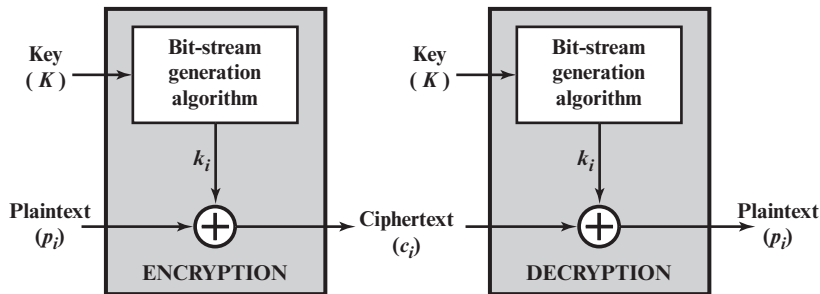 Key
( K )
Bit-stream
generation
algorithm
k_i
Plaintext
(p_i)
ENCRYPTION
Ciphertext
(c_i)
Key
( K )
Bit-stream
generation
algorithm
k_i
Plaintext
(p_i)
DECRYPTION